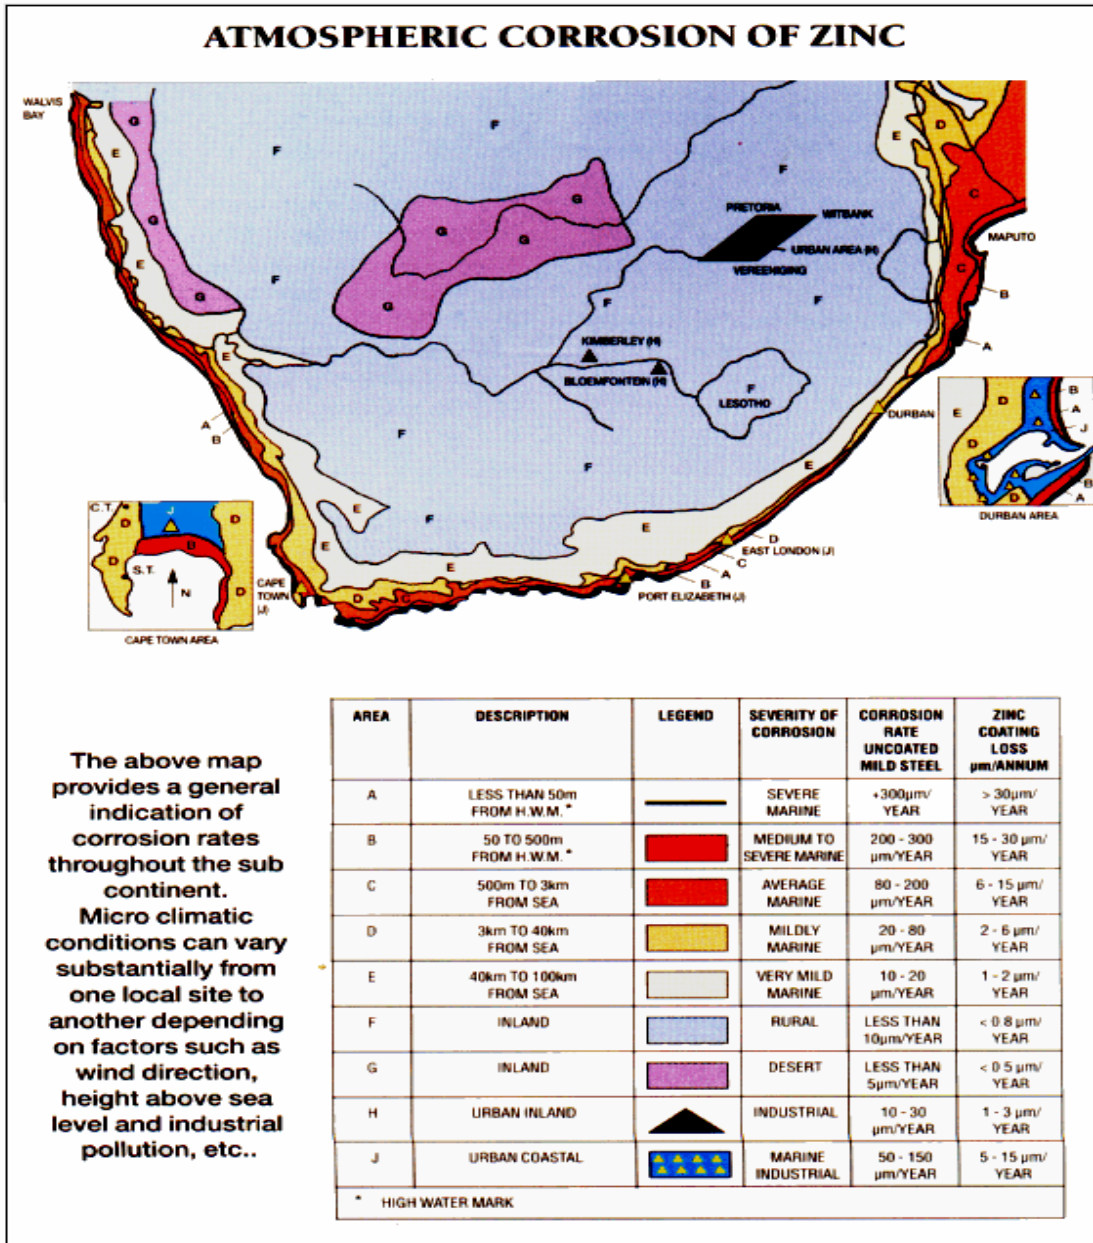 ATMOSPHERIC CORROSION OF ZINC
WALVIS
BAY
G
E
F
F
F
E
D
C
PRETORIA
WITBANK
URBAN AREA (H)
VEREENIGING
MAPUTO
G
G
G
G
G
G
E
F
F
F
C
B
A
KIMBERLEY (H)
BLOEMFONTEIN (H)
F
LESOTHO
E
A
B
F
F
DURBAN
E
D
B
A
J
B
A
D
DURBAN AREA
E
E
F
E
E
E
E
D
EAST LONDON (J)
C
A
B
PORT ELIZABETH (J)
D
C
CAPE
TOWN
(J)
C.T.
D
J
D
B
D
S.T.
N
D
CAPE TOWN AREA
The above map
provides a general
indication of
corrosion rates
throughout the sub
continent.
Micro climatic
conditions can vary
substantially from
one local site to
another depending
on factors such as
wind direction,
height above sea
level and industrial
pollution, etc..
AREA DESCRIPTION LEGEND SEVERITY OF CORROSION CORROSION RATE UNCOATED MILD STEEL ZINC COATING LOSS µm/ANNUM
A LESS THAN 50m FROM H.W.M.* SEVERE MARINE +300µm/ YEAR > 30µm/ YEAR
B 50 TO 500m FROM H.W.M.* MEDIUM TO SEVERE MARINE 200 - 300 µm/YEAR 15 - 30 µm/ YEAR
C 500m TO 3km FROM SEA AVERAGE MARINE 80 - 200 µm/YEAR 6 - 15 µm/ YEAR
D 3km TO 40km FROM SEA MILDLY MARINE 20 - 80 µm/YEAR 2 - 6 µm/ YEAR
E 40km TO 100km FROM SEA VERY MILD MARINE 10 - 20 µm/YEAR 1 - 2 µm/ YEAR
F INLAND RURAL LESS THAN 10µm/YEAR < 0 8 µm/ YEAR
G INLAND DESERT LESS THAN 5µm/YEAR < 0 5 µm/ YEAR
H URBAN INLAND INDUSTRIAL 10 - 30 µm/YEAR 1 - 3 µm/ YEAR
J URBAN COASTAL MARINE INDUSTRIAL 50 - 150 µm/YEAR 5 - 15 µm/ YEAR
* HIGH WATER MARK